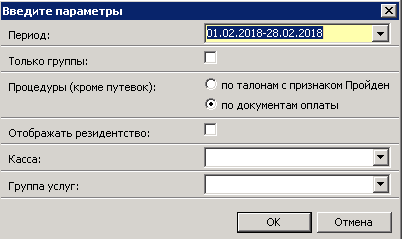 Введите параметры
Период: 01.02.2018-28.02.2018
Только группы:
Процедуры (кроме путевок): по талонам с признаком Пройден
по документам оплаты
Отображать резидентство:
Касса:
Группа услуг:
OK Отмена